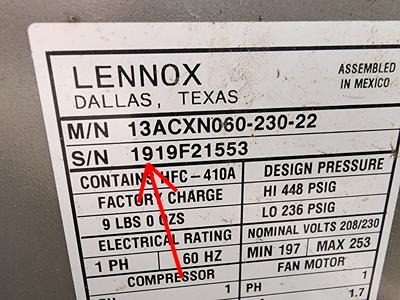 LENNOX
DALLAS, TEXAS
ASSEMBLED
IN MEXICO
M/N 13ACXN060-230-22
S/N 1919F21553
CONTAINS HFC-410A
FACTORY CHARGE
9 LBS 0 OZS
ELECTRICAL RATING
1 PH 60 HZ
COMPRESSOR
PH 1
DESIGN PRESSURE
HI 448 PSIG
LO 236 PSIG
NOMINAL VOLTS 208/230
MIN 197 MAX 253
FAN MOTOR
PH 1
1.7